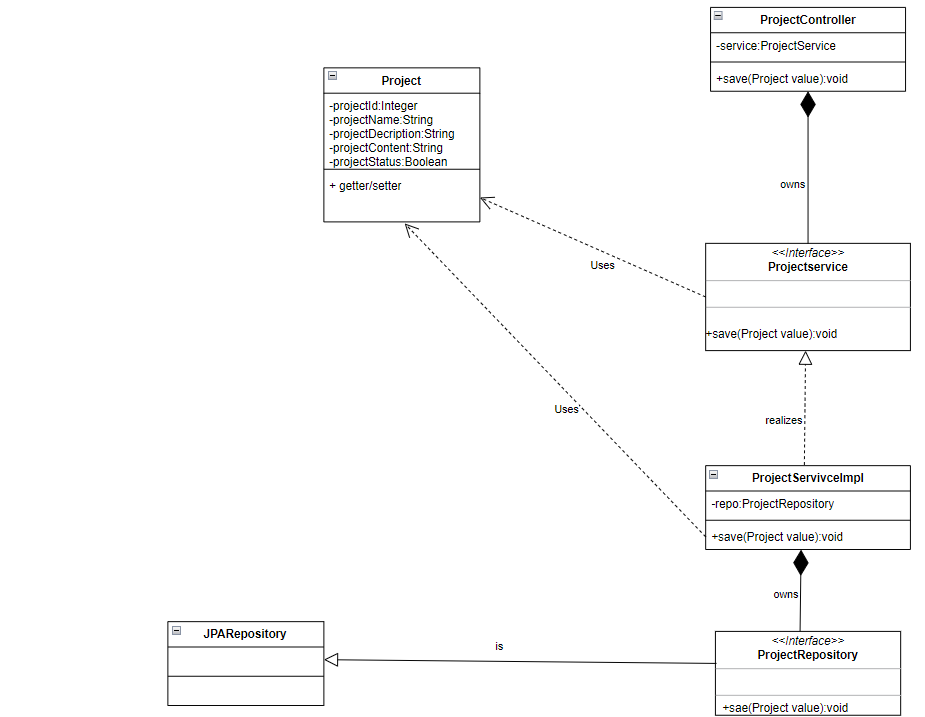 ProjectController
-service:ProjectService
+save(Project value):void
Project
-projectId:Integer
-projectName:String
-projectDecription:String
-projectContent:String
-projectStatus:Boolean
+ getter/setter
owns
<<Interface>>
Projectservice
+save(Project value):void
Uses
Uses
realizes
ProjectServivceImpl
-repo:ProjectRepository
+save(Project value):void
owns
JPARepository
is
<<Interface>>
ProjectRepository
+sae(Project value):void